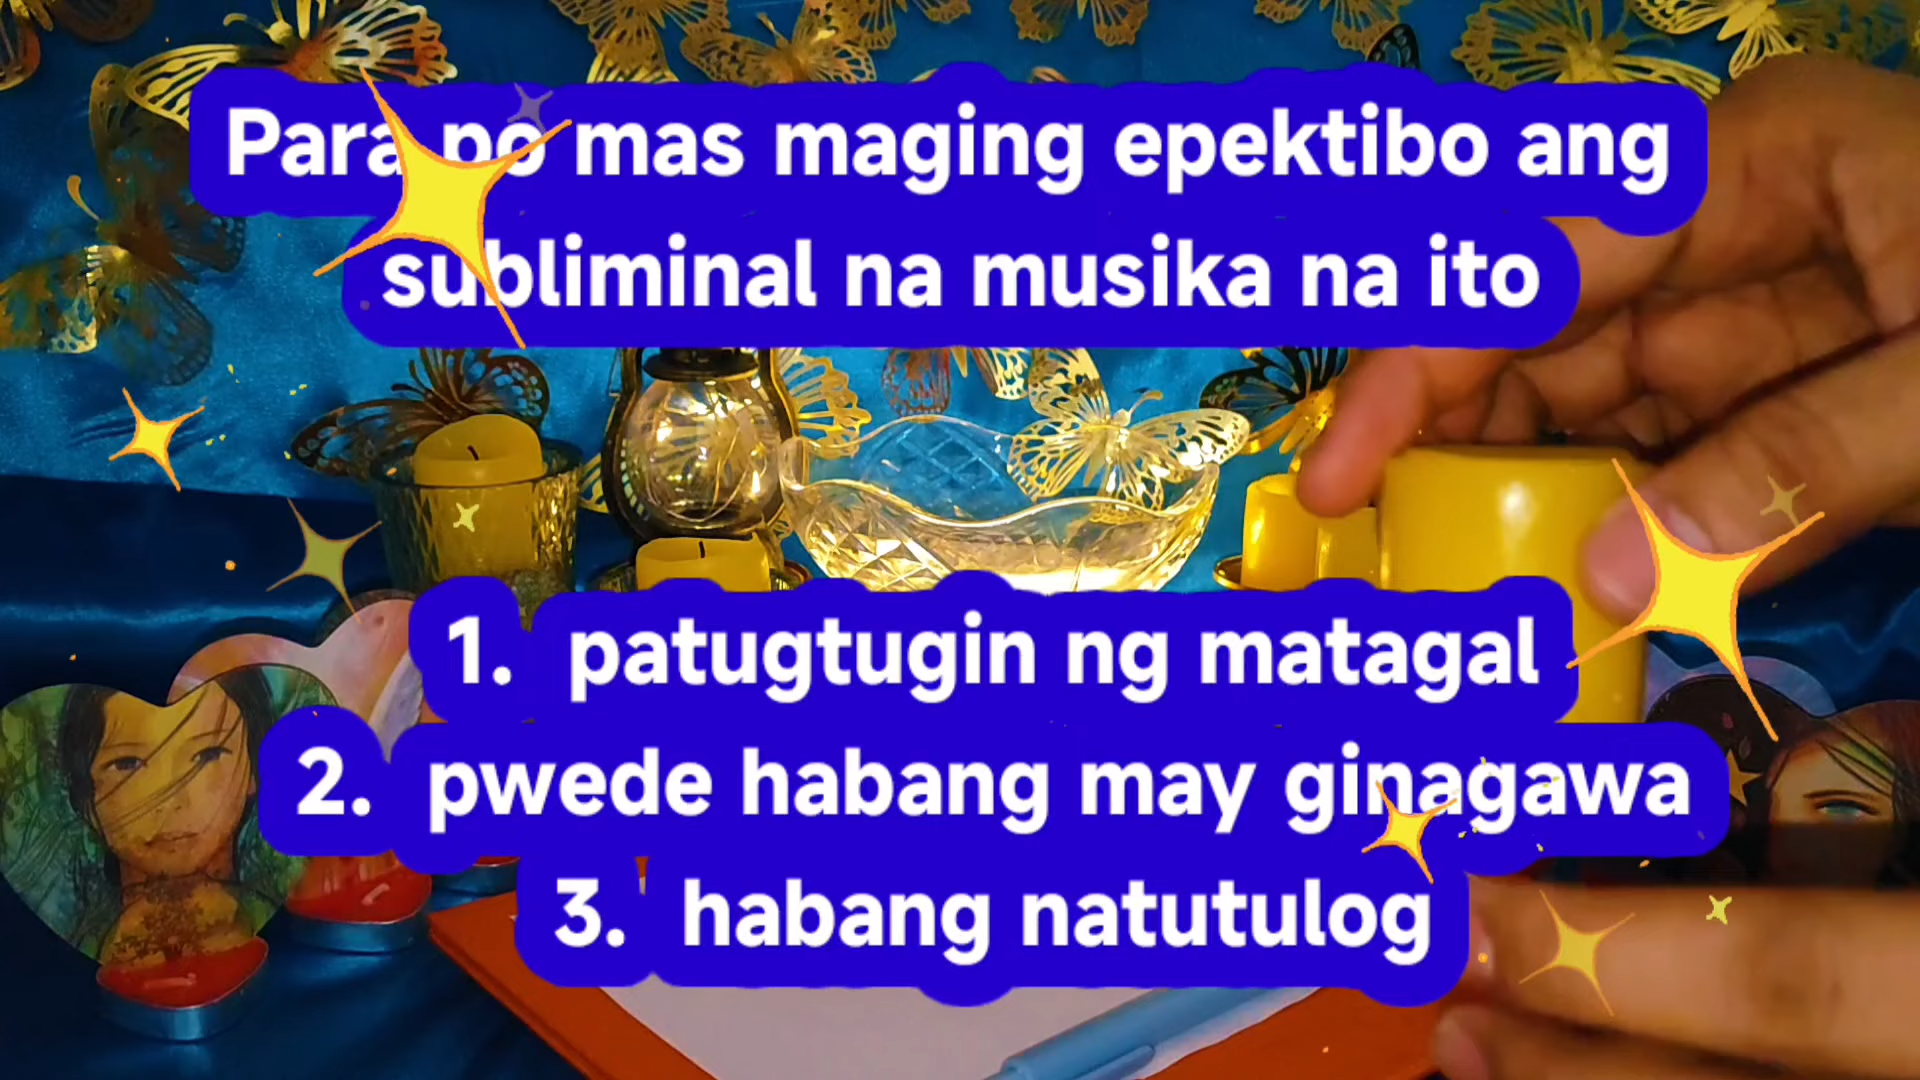 Para po mas maging epektibo ang
subliminal na musika na ito
1. patugtugin ng matagal
2. pwede habang may ginagawa
3. habang natutulog